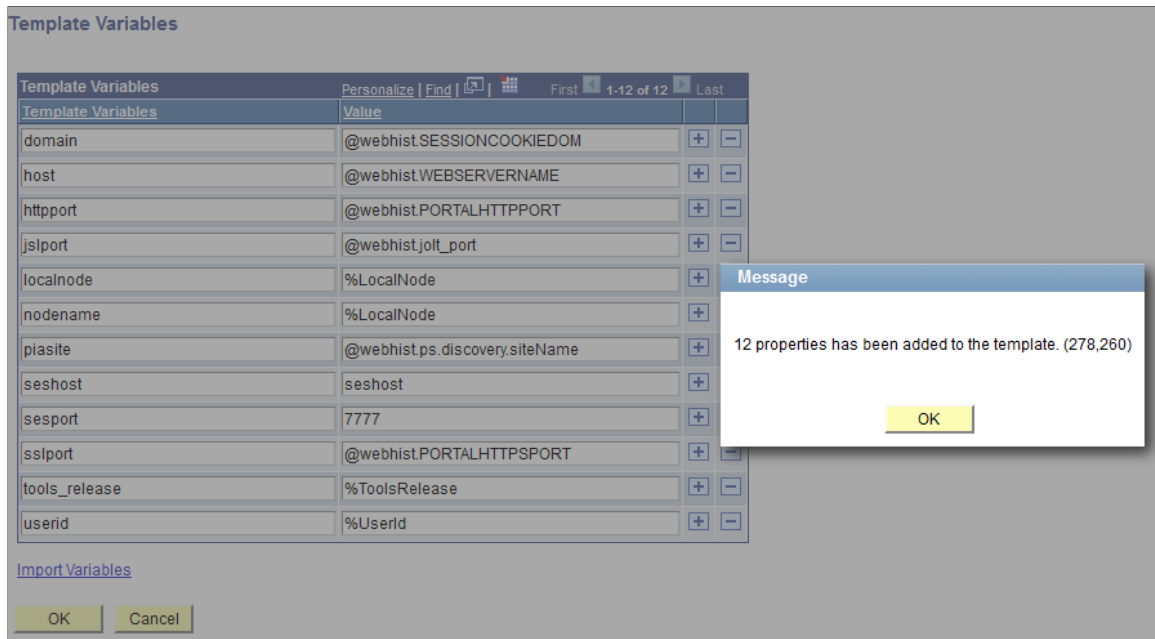 Template Variables
Template Variables Personalize | Find | | First 1-12 of 12 Last
Template Variables Value
domain @webhist.SESSIONCOOKIEDOM
host @webhist.WEBSERVERNAME
httpport @webhist.PORTALHTTPPORT
jslport @webhist.jolt_port
localnode %LocalNode
nodename %LocalNode
piasite @webhist.ps.discovery.siteName
seshost seshost
sesport 7777
sslport @webhist.PORTALHTTPSPORT
tools_release %ToolsRelease
userid %UserId
Import Variables
OK Cancel
Message
12 properties has been added to the template. (278,260)
OK